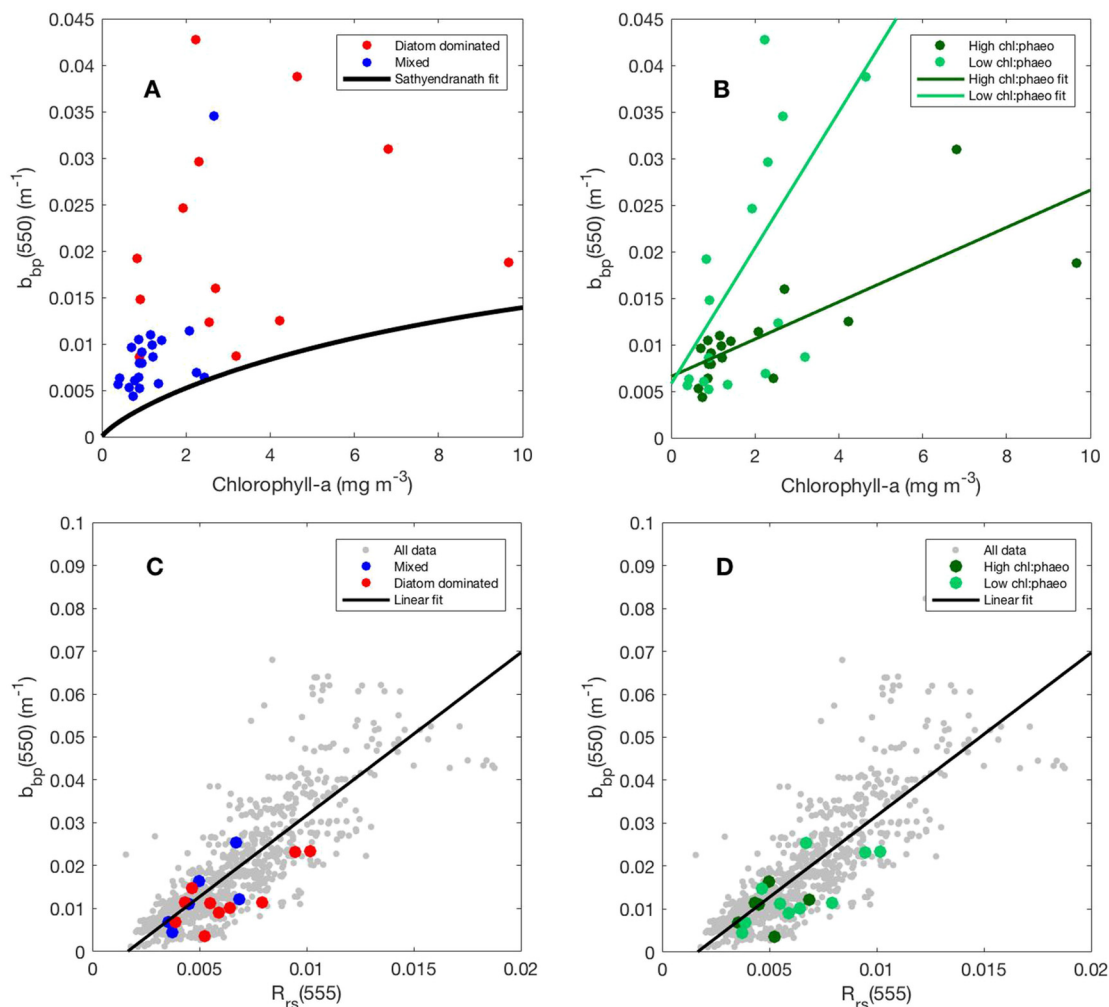 0.045
0.04
0.035
0.03
0.025
0.02
0.015
0.01
0.005
0
b_bp(550) (m⁻¹)
A
Diatom dominated
Mixed
Sathyendranath fit
0 2 4 6 8 10
Chlorophyll-a (mg m⁻³)
0.045
0.04
0.035
0.03
0.025
0.02
0.015
0.01
0.005
0
b_bp(550) (m⁻¹)
B
High chl:phaeo
Low chl:phaeo
High chl:phaeo fit
Low chl:phaeo fit
0 2 4 6 8 10
Chlorophyll-a (mg m⁻³)
0.1
0.09
0.08
0.07
0.06
0.05
0.04
0.03
0.02
0.01
0
b_bp(550) (m⁻¹)
C
All data
Mixed
Diatom dominated
Linear fit
0 0.005 0.01 0.015 0.02
R_rs(555)
0.1
0.09
0.08
0.07
0.06
0.05
0.04
0.03
0.02
0.01
0
b_bp(550) (m⁻¹)
D
All data
High chl:phaeo
Low chl:phaeo
Linear fit
0 0.005 0.01 0.015 0.02
R_rs(555)